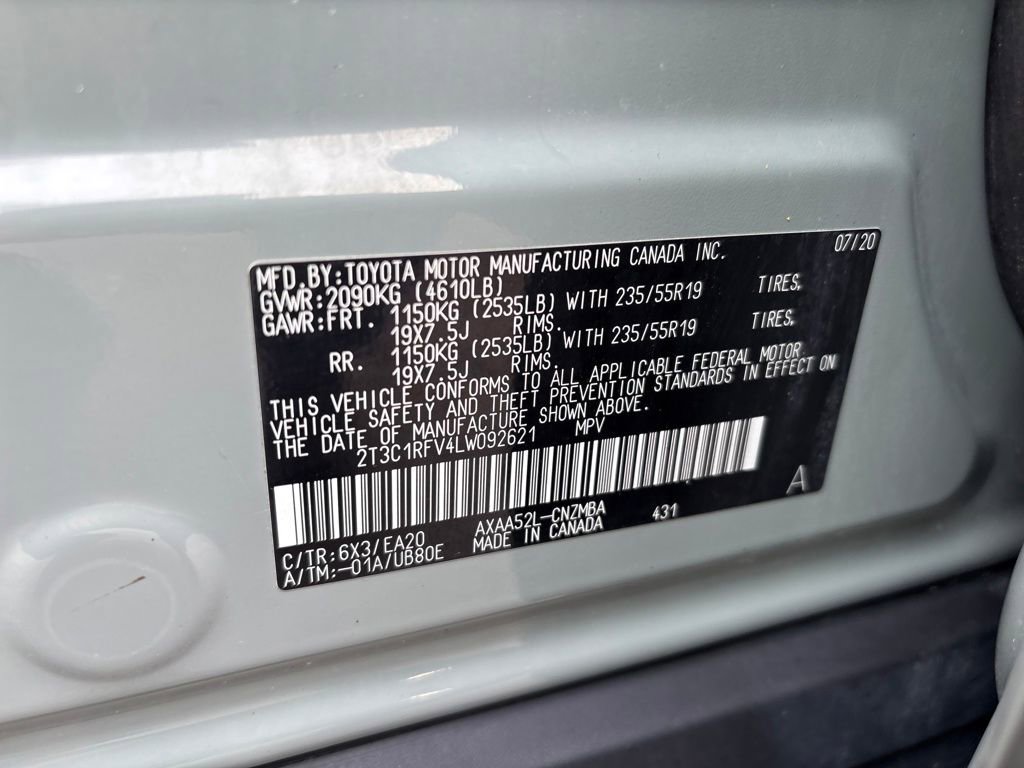 MFD.BY:TOYOTA MOTOR MANUFACTURING CANADA INC. 07/20
GVWR:2090KG (4610LB)
GAWR:FRT. 1150KG (2535LB) WITH 235/55R19 TIRES,
19X7.5J RIMS.
RR. 1150KG (2535LB) WITH 235/55R19 TIRES,
19X7.5J RIMS.
THIS VEHICLE CONFORMS TO ALL APPLICABLE FEDERAL MOTOR
VEHICLE SAFETY AND THEFT PREVENTION STANDARDS IN EFFECT ON
THE DATE OF MANUFACTURE SHOWN ABOVE.
2T3C1RFV4LW092621 MPV
A
C/TR:6X3/EA20 AXAA52L-CNZMBA 431
A/TM:-01A/UB80E MADE IN CANADA